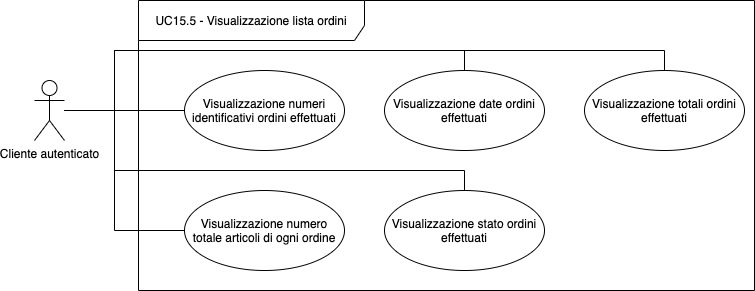 UC15.5 - Visualizzazione lista ordini
Visualizzazione numeri
identificativi ordini effettuati
Visualizzazione date ordini
effettuati
Visualizzazione totali ordini
effettuati
Cliente autenticato
Visualizzazione numero
totale articoli di ogni ordine
Visualizzazione stato ordini
effettuati